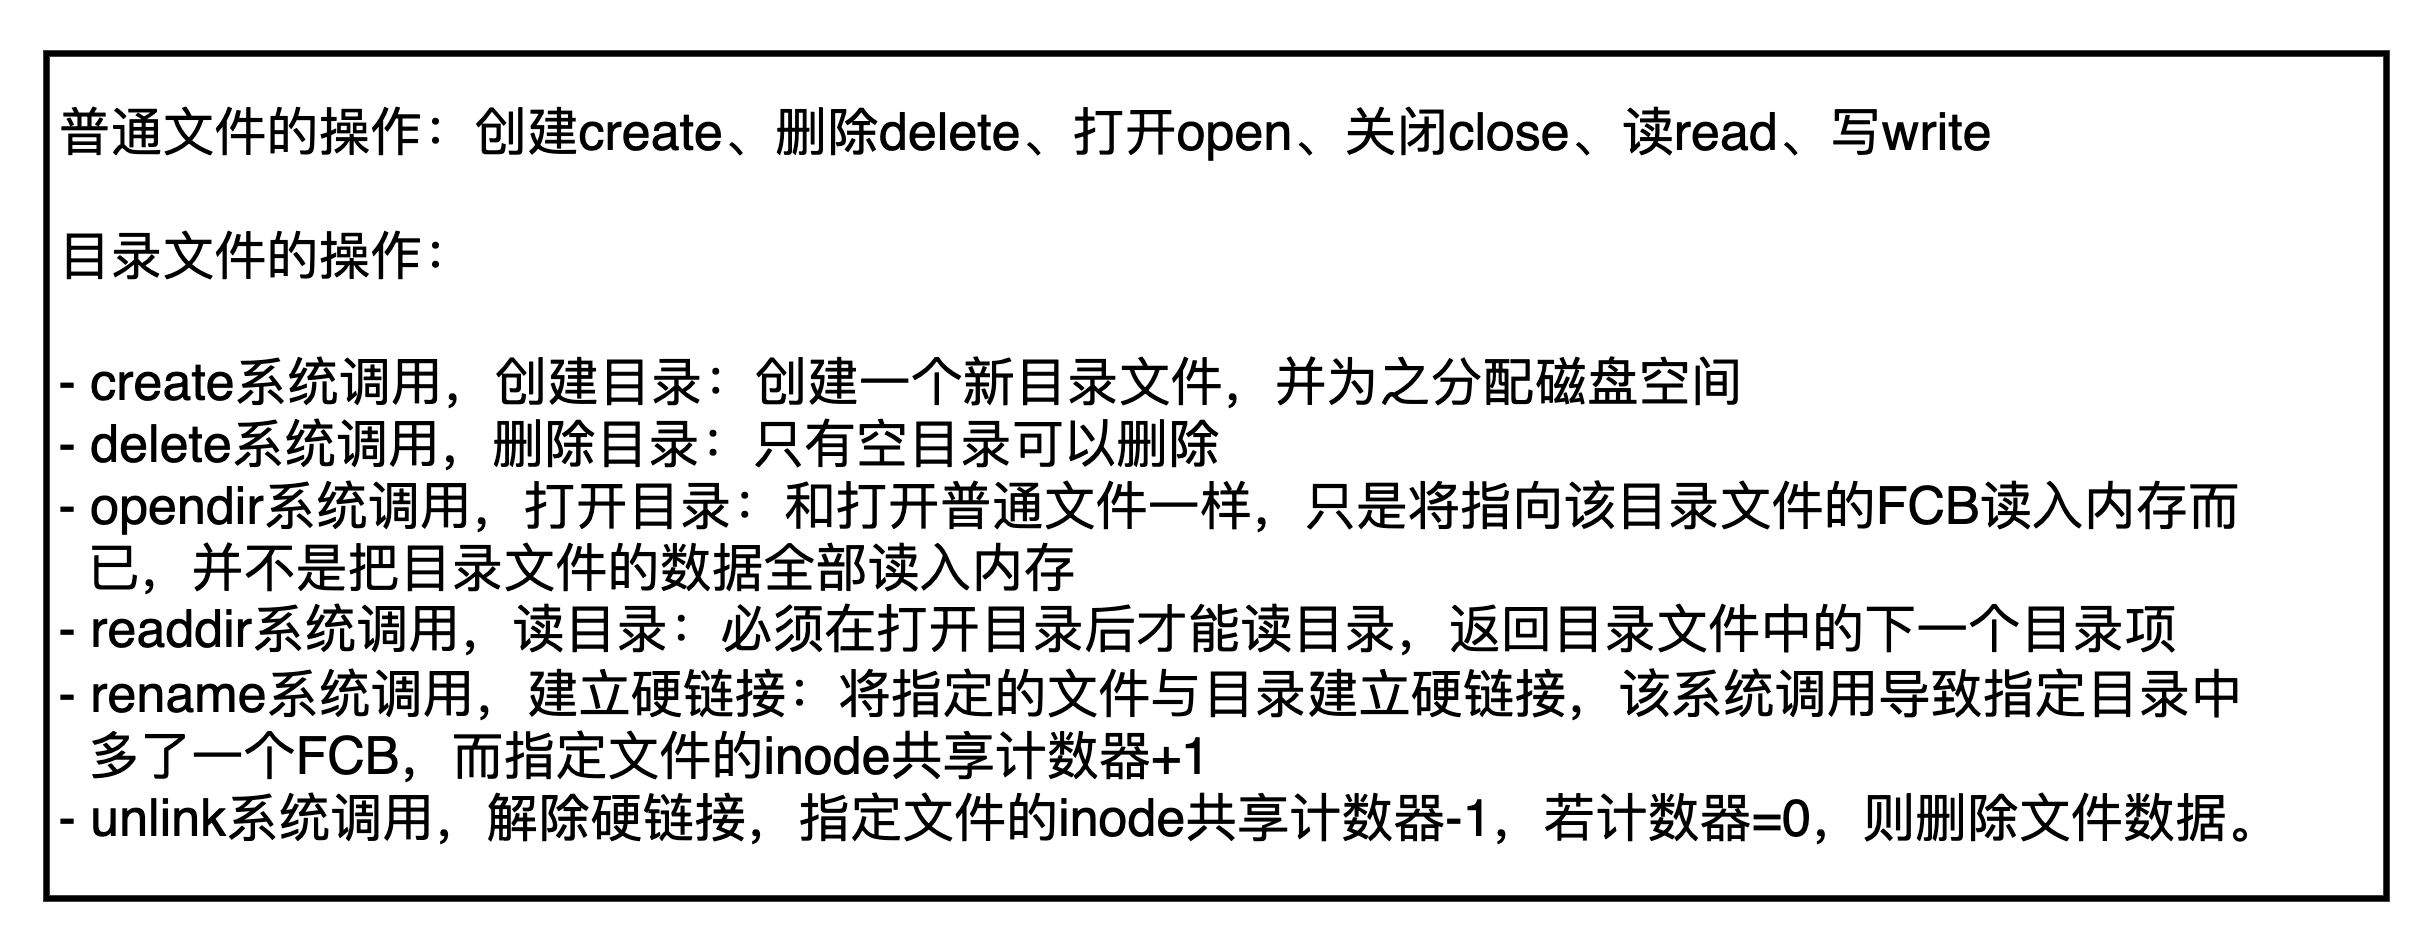 普通文件的操作：创建create、删除delete、打开open、关闭close、读read、写write
目录文件的操作：
- create系统调用，创建目录：创建一个新目录文件，并为之分配磁盘空间
- delete系统调用，删除目录：只有空目录可以删除
- opendir系统调用，打开目录：和打开普通文件一样，只是将指向该目录文件的FCB读入内存而
已，并不是把目录文件的数据全部读入内存
- readdir系统调用，读目录：必须在打开目录后才能读目录，返回目录文件中的下一个目录项
- rename系统调用，建立硬链接：将指定的文件与目录建立硬链接，该系统调用导致指定目录中
多了一个FCB，而指定文件的inode共享计数器+1
- unlink系统调用，解除硬链接，指定文件的inode共享计数器-1，若计数器=0，则删除文件数据。